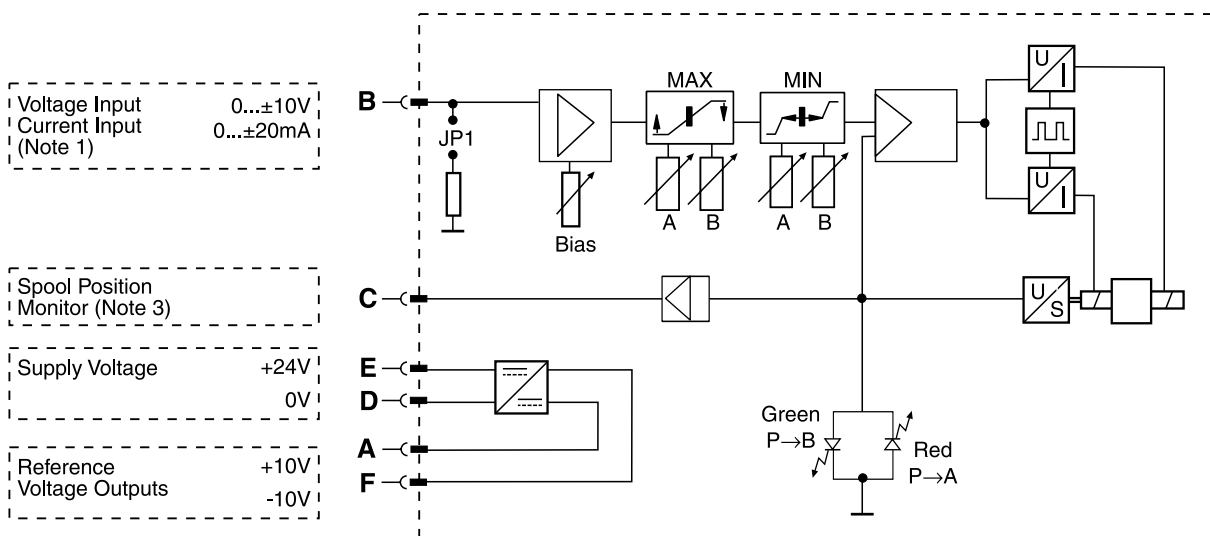 Voltage Input 0...±10V
Current Input 0...±20mA
(Note 1)
B
JP1
Bias
MAX
A B
MIN
A B
U
I
U
I
Spool Position
Monitor (Note 3)
C
U
S
Supply Voltage +24V
0V
E
D
A
F
Reference +10V
Voltage Outputs
-10V
Green
P→B
Red
P→A